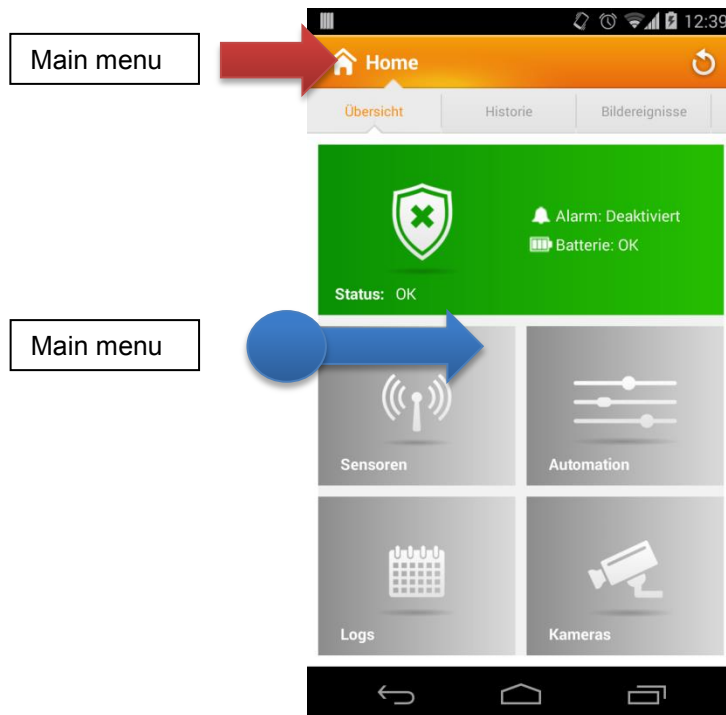 12:39
Main menu
Home
Übersicht
Historie
Bildereignisse
Alarm: Deaktiviert
Batterie: OK
Status: OK
Main menu
Sensoren
Automation
Logs
Kameras